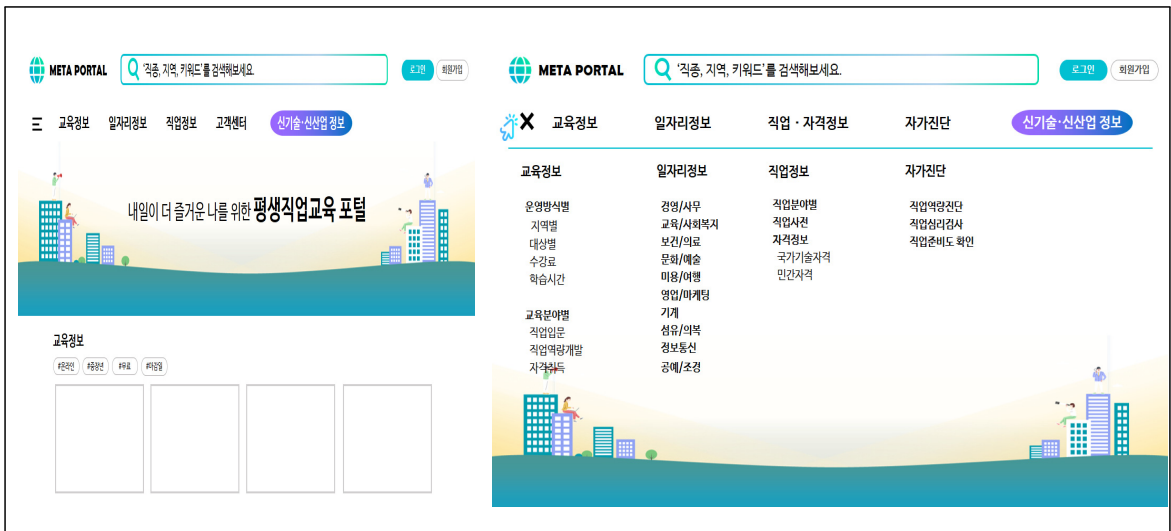 META PORTAL
'직종, 지역, 키워드'를 검색해보세요.
로그인
회원가입
교육정보 일자리정보 직업정보 고객센터 신기술·신산업 정보
내일이 더 즐거운 나를 위한 평생직업교육 포털
교육정보
#온라인 #중장년 #무료 #마감일
META PORTAL
'직종, 지역, 키워드'를 검색해보세요.
로그인
회원가입
X 교육정보 일자리정보 직업·자격정보 자가진단 신기술·신산업 정보
교육정보
운영방식별
지역별
대상별
수강료
학습시간
교육분야별
직업입문
직업역량개발
자격취득
일자리정보
경영/사무
교육/사회복지
보건/의료
문화/예술
미용/여행
영업/마케팅
기계
섬유/의복
정보통신
공예/조경
직업정보
직업분야별
직업사전
자격정보
국가기술자격
민간자격
자가진단
직업역량진단
직업심리검사
직업준비도 확인